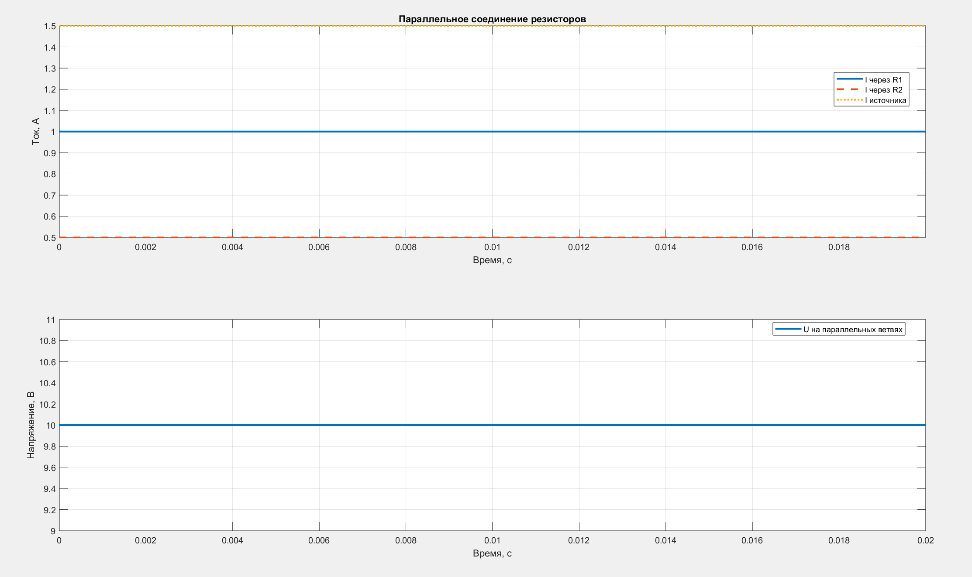 Параллельное соединение резисторов
1.5
1.4
1.3
1.2
1.1
1
0.9
0.8
0.7
0.6
0.5
Ток, А
I через R1
I через R2
I источника
0 0.002 0.004 0.006 0.008 0.01 0.012 0.014 0.016 0.018
Время, с
11
10.8
10.6
10.4
10.2
10
9.8
9.6
9.4
9.2
9
Напряжение, В
U на параллельных ветвях
0 0.002 0.004 0.006 0.008 0.01 0.012 0.014 0.016 0.018 0.02
Время, с